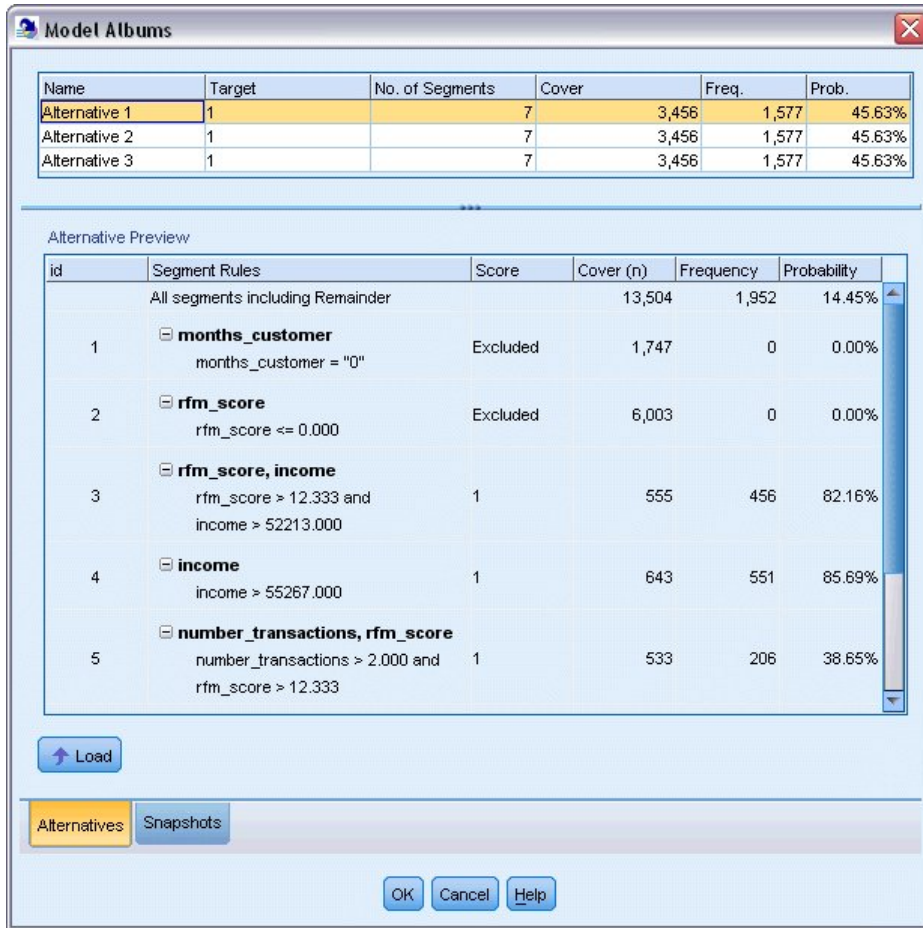 Model Albums
Name Target No. of Segments Cover Freq. Prob.
Alternative 1 1 7 3,456 1,577 45.63%
Alternative 2 1 7 3,456 1,577 45.63%
Alternative 3 1 7 3,456 1,577 45.63%
Alternative Preview
id Segment Rules Score Cover (n) Frequency Probability
All segments including Remainder 13,504 1,952 14.45%
months_customer
1 Excluded 1,747 0 0.00%
months_customer = "0"
rfm_score
2 Excluded 6,003 0 0.00%
rfm_score <= 0.000
rfm_score, income
3 rfm_score > 12.333 and 1 555 456 82.16%
income > 52213.000
income
4 1 643 551 85.69%
income > 55267.000
number_transactions, rfm_score
5 number_transactions > 2.000 and 1 533 206 38.65%
rfm_score > 12.333
Load
Alternatives Snapshots
OK Cancel Help